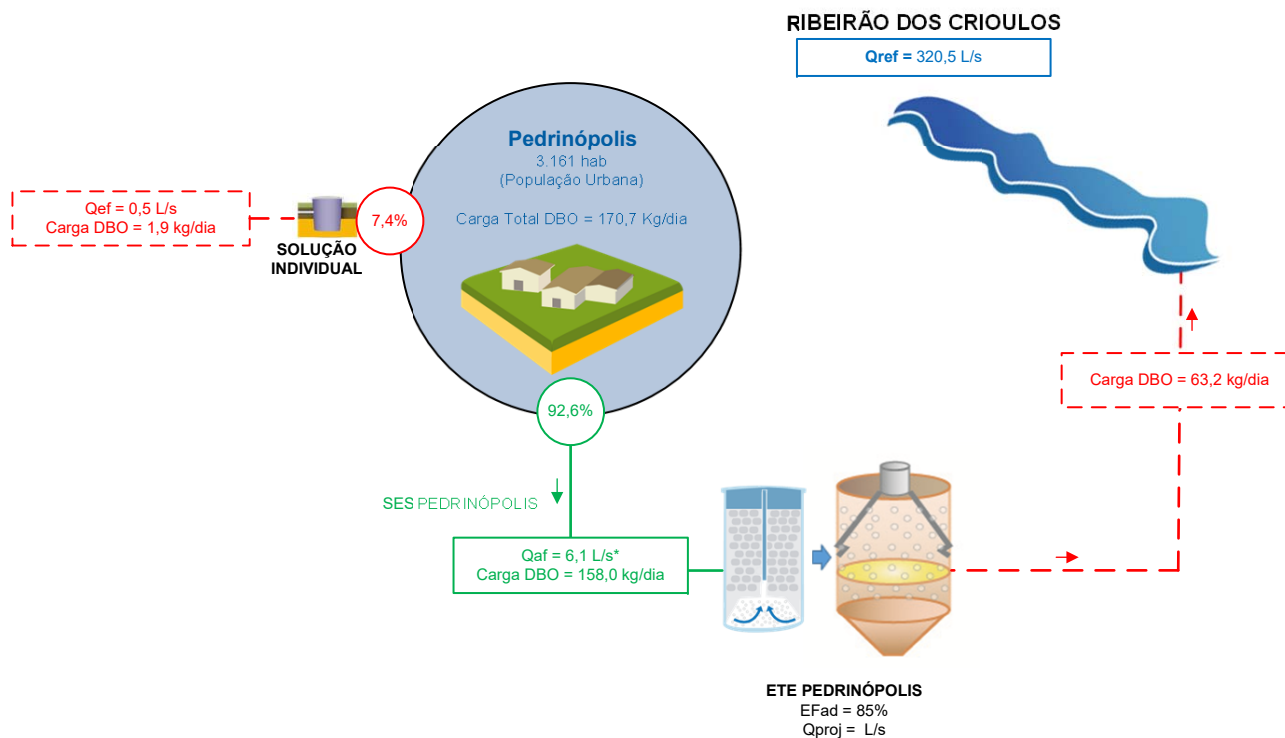 RIBEIRÃO DOS CRIOULOS
Qref = 320,5 L/s
Pedrinópolis
3.161 hab
(População Urbana)
Carga Total DBO = 170,7 Kg/dia
Qef = 0,5 L/s
Carga DBO = 1,9 kg/dia
7,4%
SOLUÇÃO
INDIVIDUAL
92,6%
Carga DBO = 63,2 kg/dia
SES PEDRINÓPOLIS
Qaf = 6,1 L/s*
Carga DBO = 158,0 kg/dia
ETE PEDRINÓPOLIS
EFad = 85%
Qproj = L/s